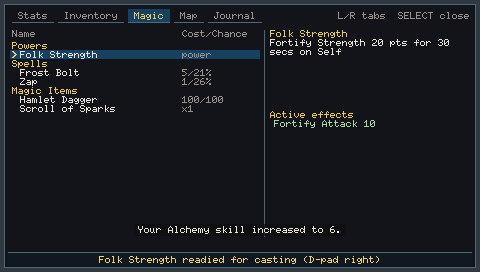 Stats Inventory Magic Map Journal L/R tabs SELECT close
Name Cost/Chance
Powers
>Folk Strength power
Spells
Frost Bolt 5/21%
Zap 1/26%
Magic Items
Hamlet Dagger 100/100
Scroll of Sparks x1
Folk Strength
Fortify Strength 20 pts for 30
secs on Self
Active effects
Fortify Attack 10
Your Alchemy skill increased to 6.
Folk Strength readied for casting (D-pad right)